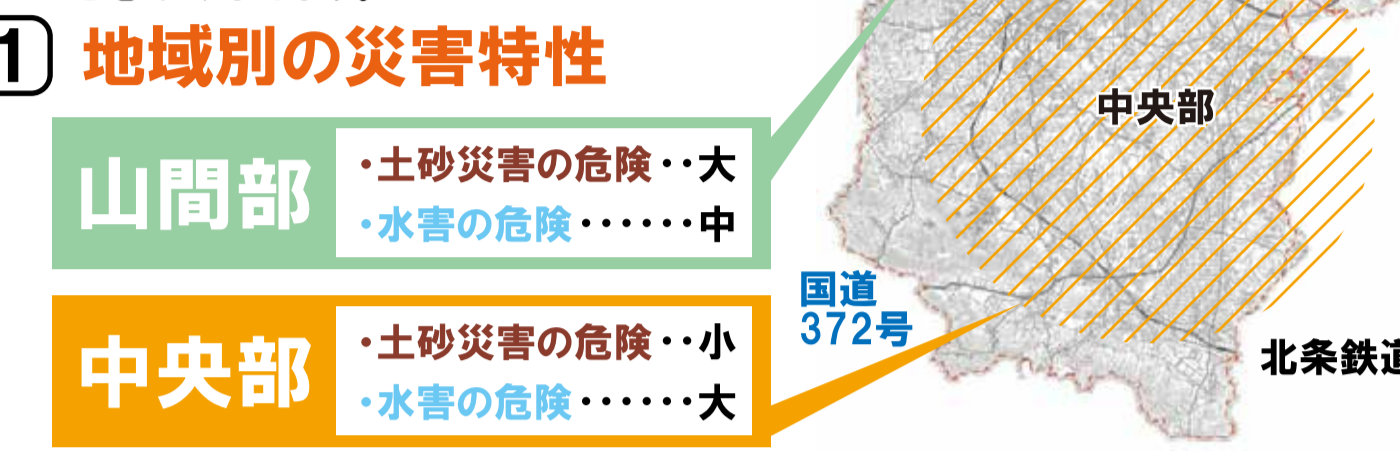 1 地域別の災害特性
山間部
・土砂災害の危険‥大
・水害の危険……中
中央部
・土砂災害の危険‥小
・水害の危険……大
中央部
国道
372号
北条鉄道